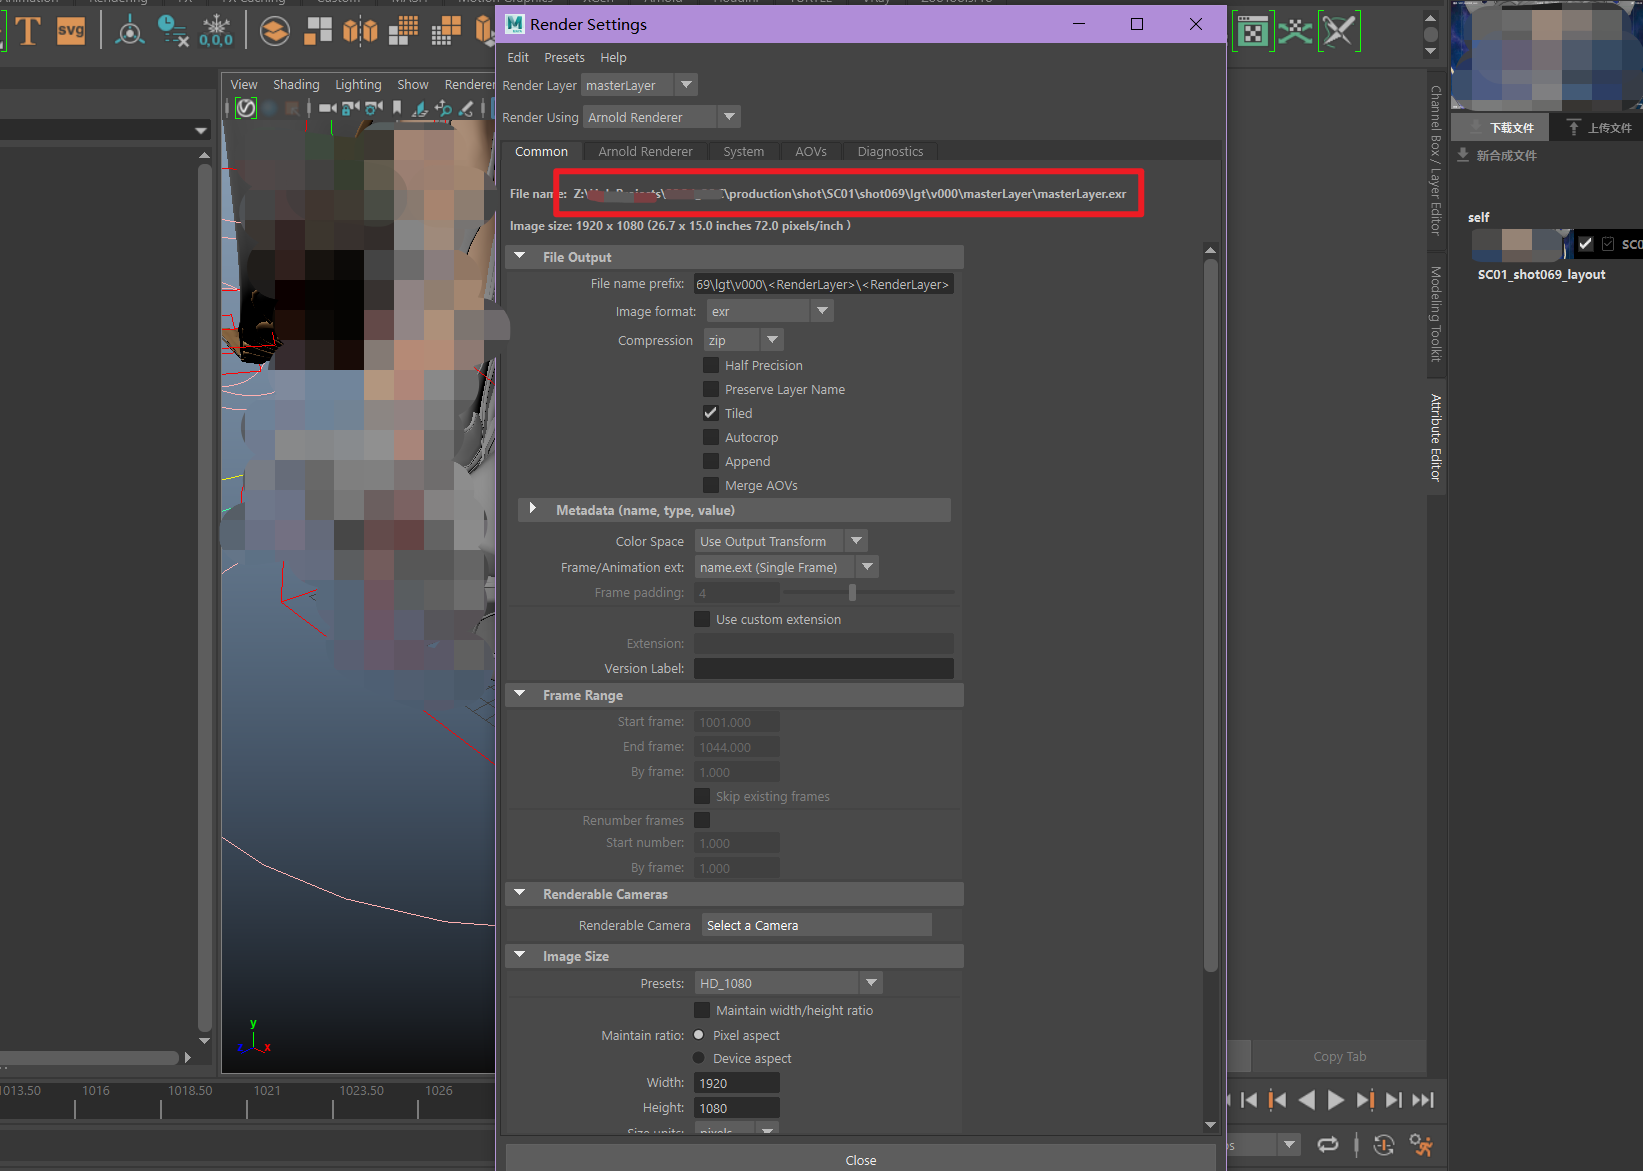 Render Settings
Edit Presets Help
Render Layer masterLayer
Render Using Arnold Renderer
Common Arnold Renderer System AOVs Diagnostics
File name: Z:\ \production\shot\SC01\shot069\lgt\v000\masterLayer\masterLayer.exr
Image size: 1920 x 1080 (26.7 x 15.0 inches 72.0 pixels/inch )
File Output
File name prefix: 69\lgt\v000\<RenderLayer>\<RenderLayer>
Image format: exr
Compression zip
Half Precision
Preserve Layer Name
Tiled
Autocrop
Append
Merge AOVs
Metadata (name, type, value)
Color Space Use Output Transform
Frame/Animation ext: name.ext (Single Frame)
Frame padding: 4
Use custom extension
Extension:
Version Label:
Frame Range
Start frame: 1001.000
End frame: 1044.000
By frame: 1.000
Skip existing frames
Renumber frames
Start number: 1.000
By frame: 1.000
Renderable Cameras
Renderable Camera Select a Camera
Image Size
Presets: HD_1080
Maintain width/height ratio
Maintain ratio: Pixel aspect
Device aspect
Width: 1920
Height: 1080
Size units: pixels
Close
T svg 0,0,0
View Shading Lighting Show Renderer
y
z x
1013.50 1016 1018.50 1021 1023.50 1026
Channel Box / Layer Editor
Modeling Toolkit
Attribute Editor
Copy Tab
下载文件 上传文件
新合成文件
self
SC0
SC01_shot069_layout